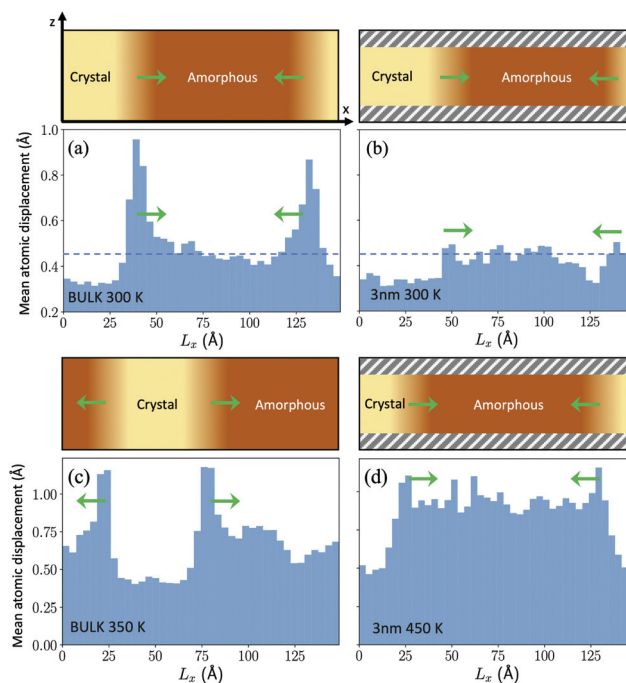 z
Crystal Amorphous
x
Crystal Amorphous
Mean atomic displacement (Å)
1.0
0.8
0.6
0.4
0.2
(a)
BULK 300 K
0 25 50 75 100 125
Lx (Å)
(b)
3nm 300 K
0 25 50 75 100 125
Lx (Å)
Crystal Amorphous
Crystal Amorphous
Mean atomic displacement (Å)
1.00
0.75
0.50
0.25
0.00
(c)
BULK 350 K
0 25 50 75 100 125
Lx (Å)
(d)
3nm 450 K
0 25 50 75 100 125
Lx (Å)